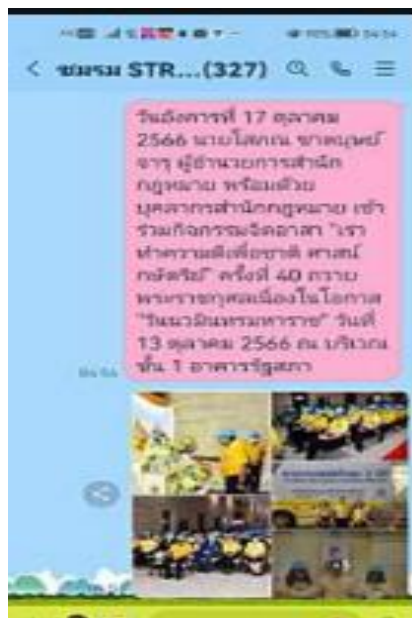 ชมรม STR...(327)
วันอังคารที่ 17 ตุลาคม
2566 นายโสภณ ชาตบุษย์
จารุ ผู้อำนวยการสำนัก
กฎหมาย พร้อมด้วย
บุคลากรสำนักกฎหมาย เข้า
ร่วมกิจกรรมจิตอาสา "เรา
ทำความดีเพื่อชาติ ศาสน์
กษัตริย์" ครั้งที่ 40 ถวาย
พระราชกุศลเนื่องในโอกาส
"วันนวมินทรมหาราช" วันที่
13 ตุลาคม 2566 ณ บริเวณ
ชั้น 1 อาคารรัฐสภา